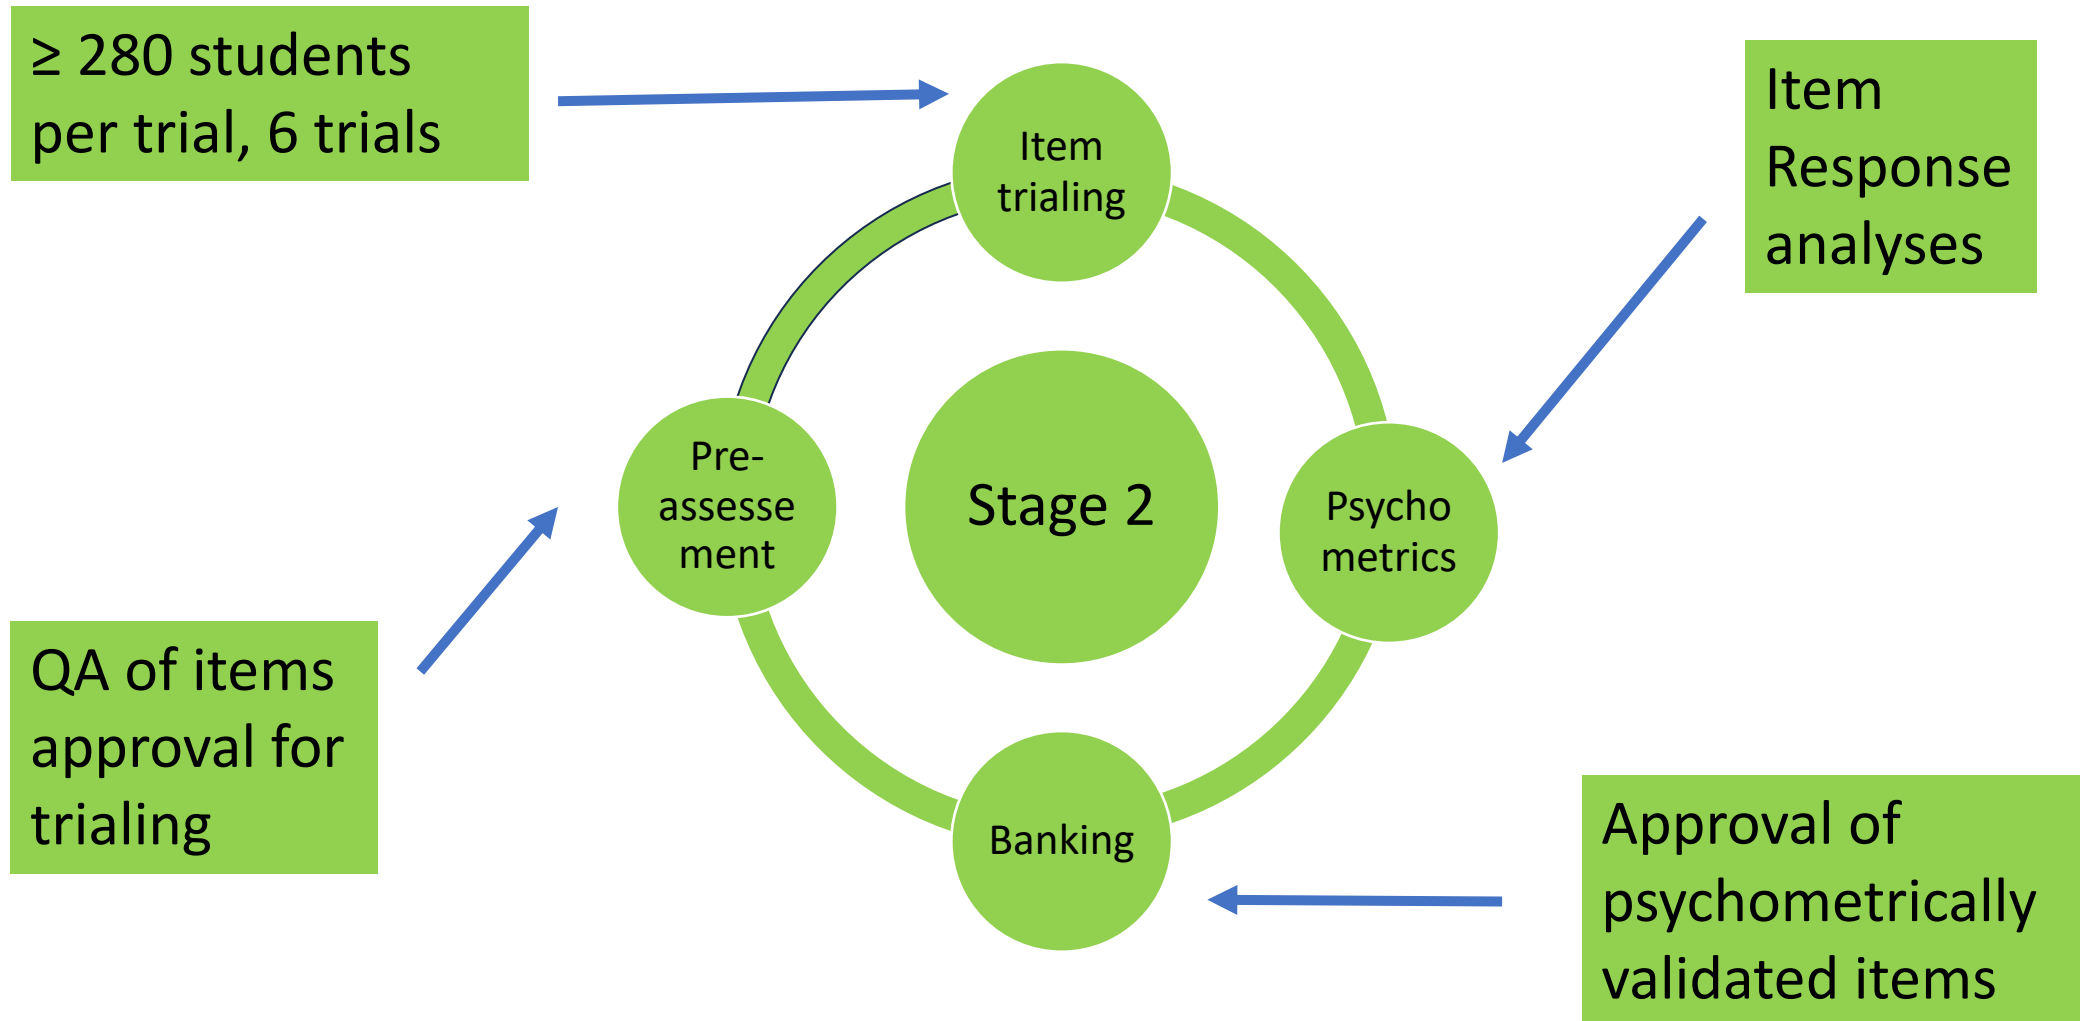 ≥ 280 students
per trial, 6 trials
Item
trialing
Item
Response
analyses
Pre-
assesse
ment
Stage 2
Psycho
metrics
QA of items
approval for
trialing
Banking
Approval of
psychometrically
validated items